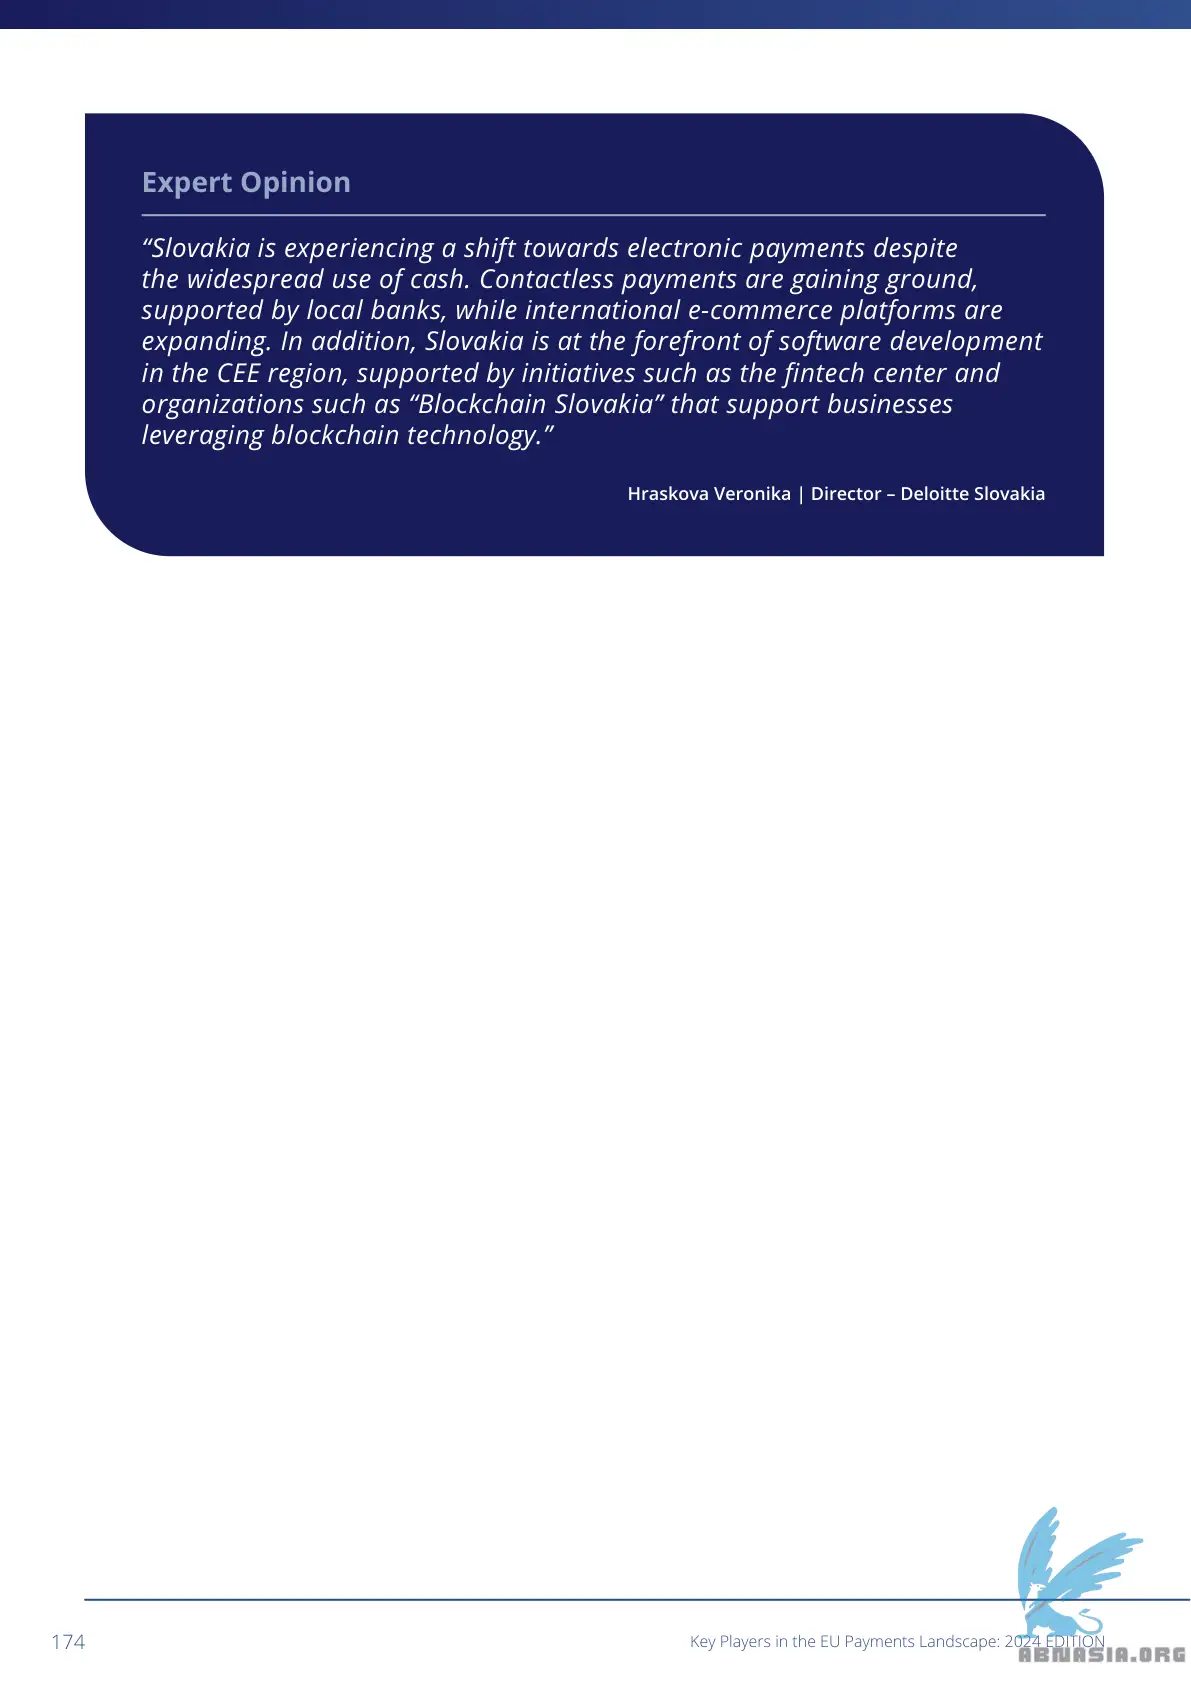 Expert Opinion
“Slovakia is experiencing a shift towards electronic payments despite
the widespread use of cash. Contactless payments are gaining ground,
supported by local banks, while international e-commerce platforms are
expanding. In addition, Slovakia is at the forefront of software development
in the CEE region, supported by initiatives such as the fintech center and
organizations such as “Blockchain Slovakia” that support businesses
leveraging blockchain technology.”
Hraskova Veronika | Director – Deloitte Slovakia
174
Key Players in the EU Payments Landscape: 2024 EDITION
ABNASIA.ORG